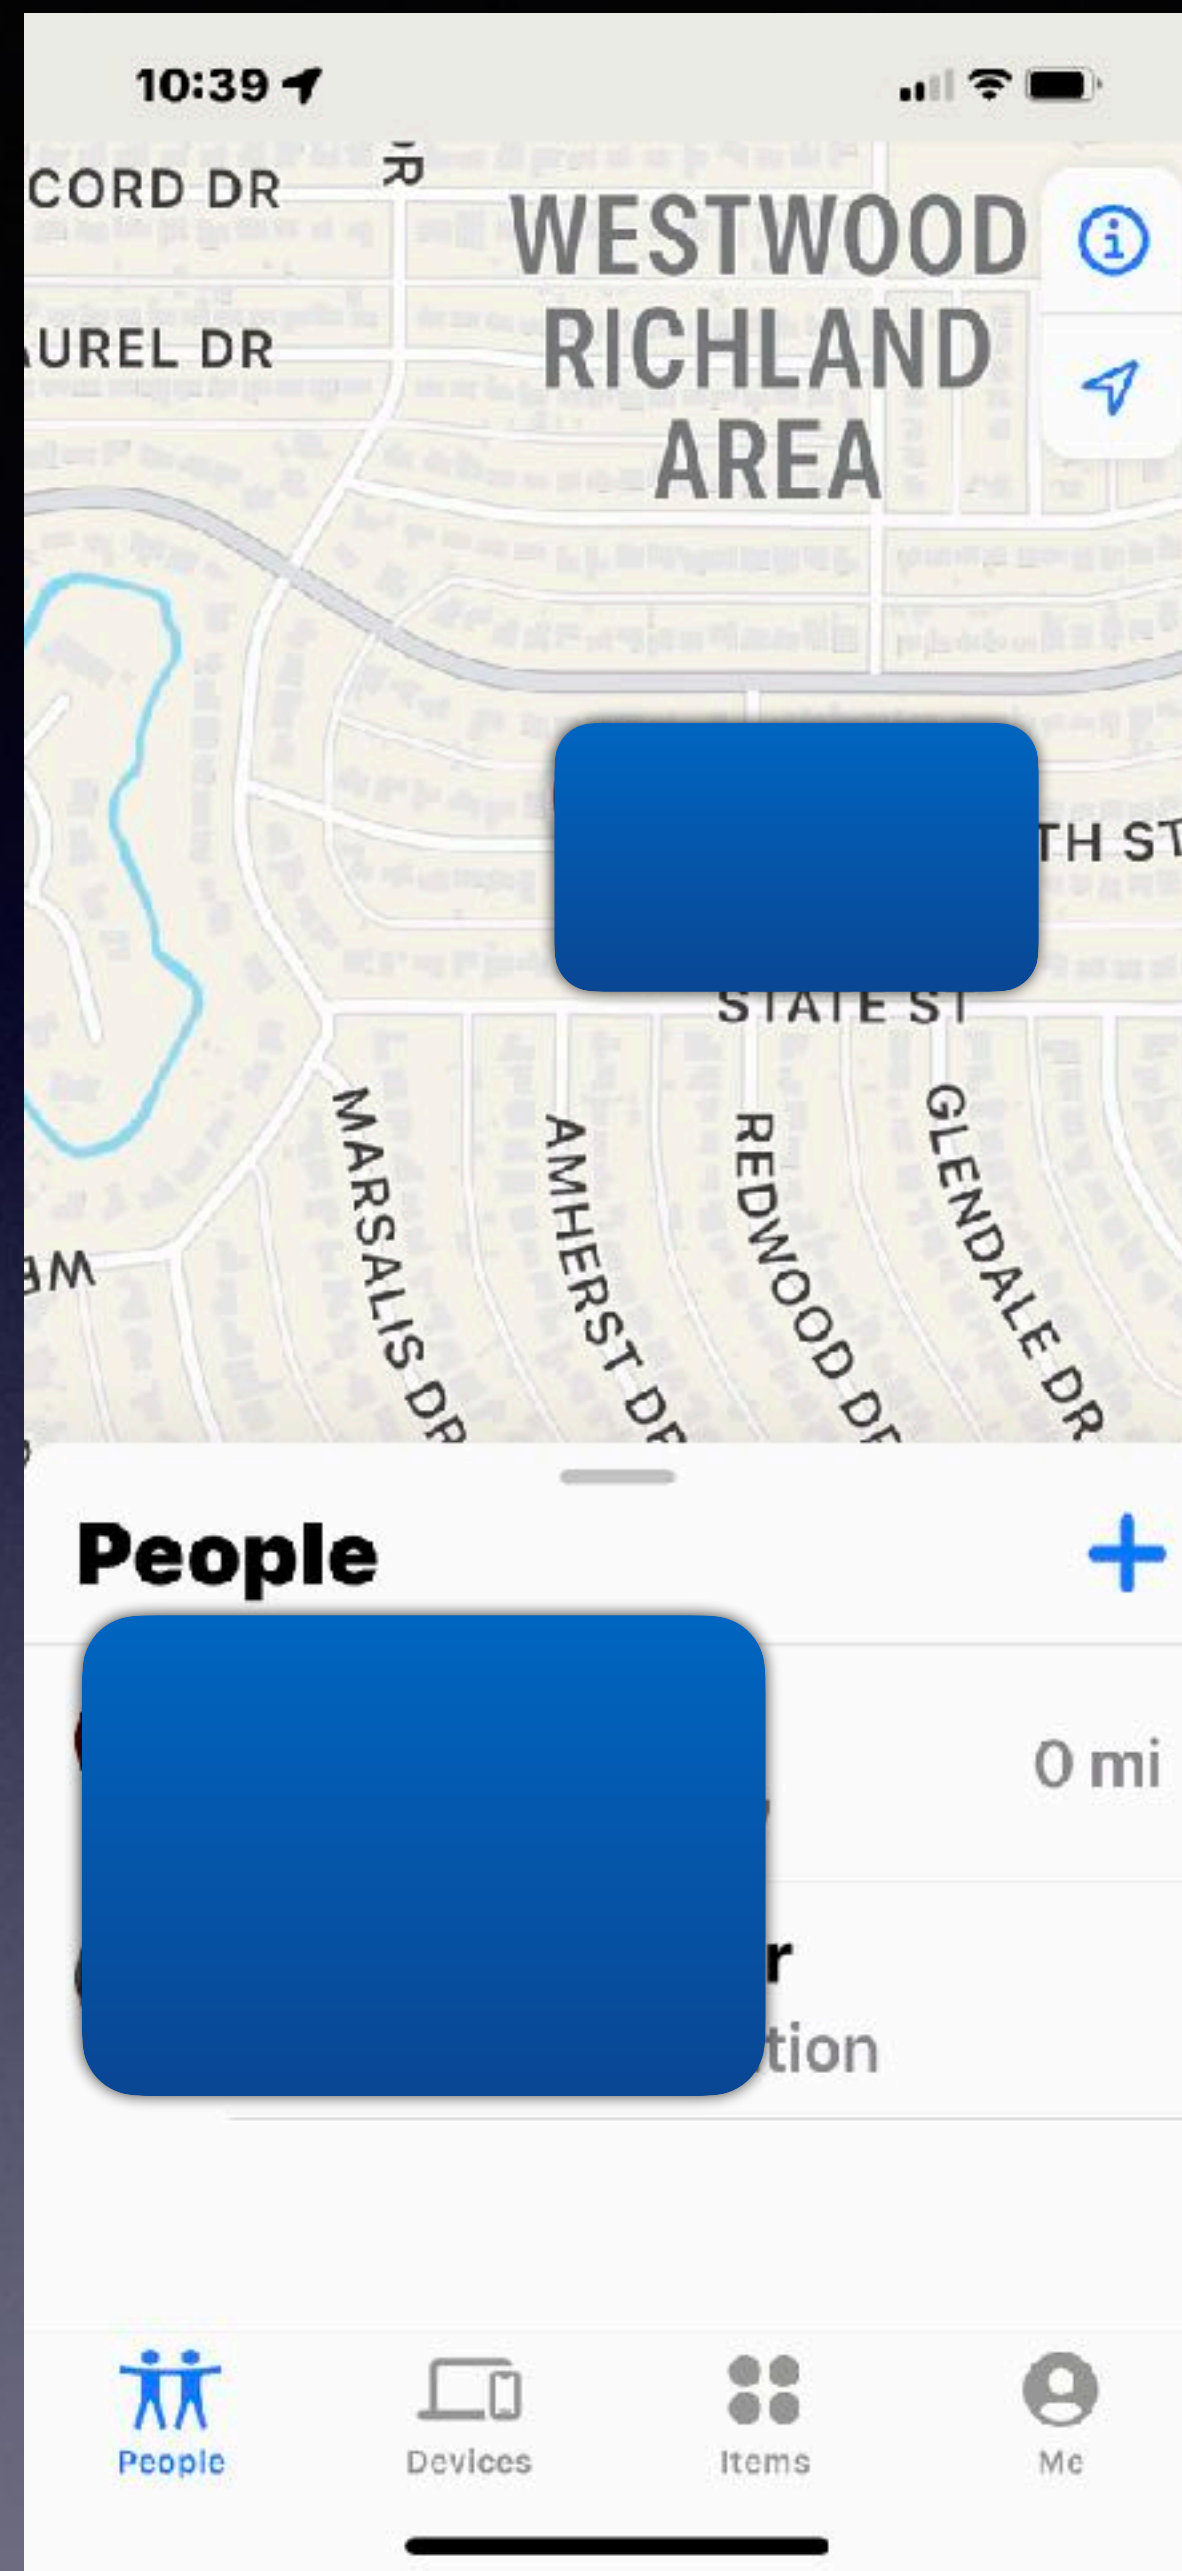 10:39
CORD DR
WESTWOOD
RICHLAND
AREA
AUREL DR
TH ST
STATE ST
MARSALIS DR
AMHERST DR
REDWOOD DR
GLENDALE DR
People
0 mi
r
tion
People
Devices
Items
Me